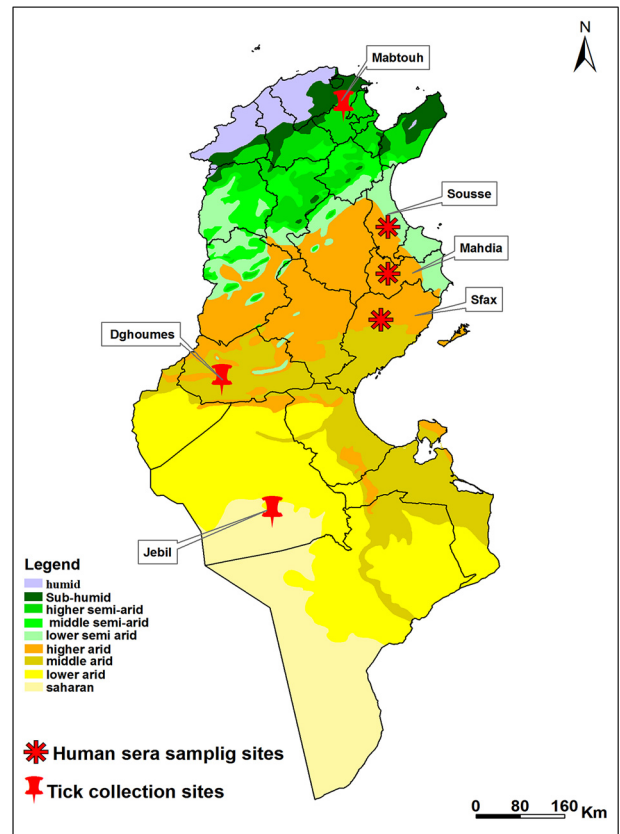 N
Mabtouh
Sousse
Mahdia
Sfax
Dghoumes
Jebil
Legend
humid
Sub-humid
higher semi-arid
middle semi-arid
lower semi arid
higher arid
middle arid
lower arid
saharan
Human sera samplig sites
Tick collection sites
0 80 160 Km